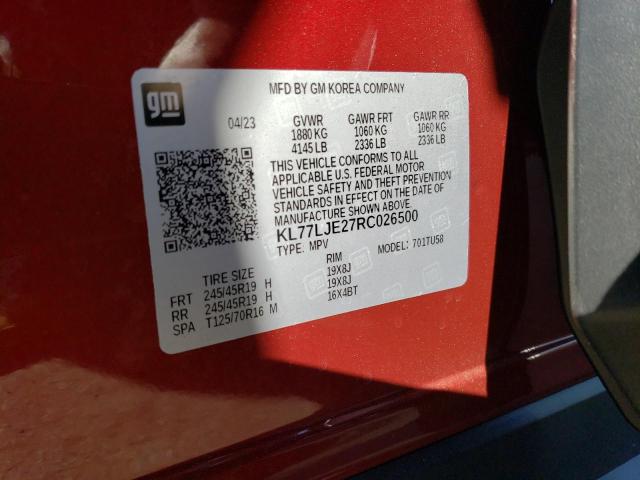 gm
MFD BY GM KOREA COMPANY
04/23 GVWR GAWR FRT GAWR RR
1880 KG 1060 KG 1060 KG
4145 LB 2336 LB 2336 LB
THIS VEHICLE CONFORMS TO ALL
APPLICABLE U.S. FEDERAL MOTOR
VEHICLE SAFETY AND THEFT PREVENTION
STANDARDS IN EFFECT ON THE DATE OF
MANUFACTURE SHOWN ABOVE.
KL77LJE27RC026500
TYPE: MPV MODEL: 701TU58
TIRE SIZE RIM
FRT 245/45R19 H 19X8J
RR 245/45R19 H 19X8J
SPA T125/70R16 M 16X4BT